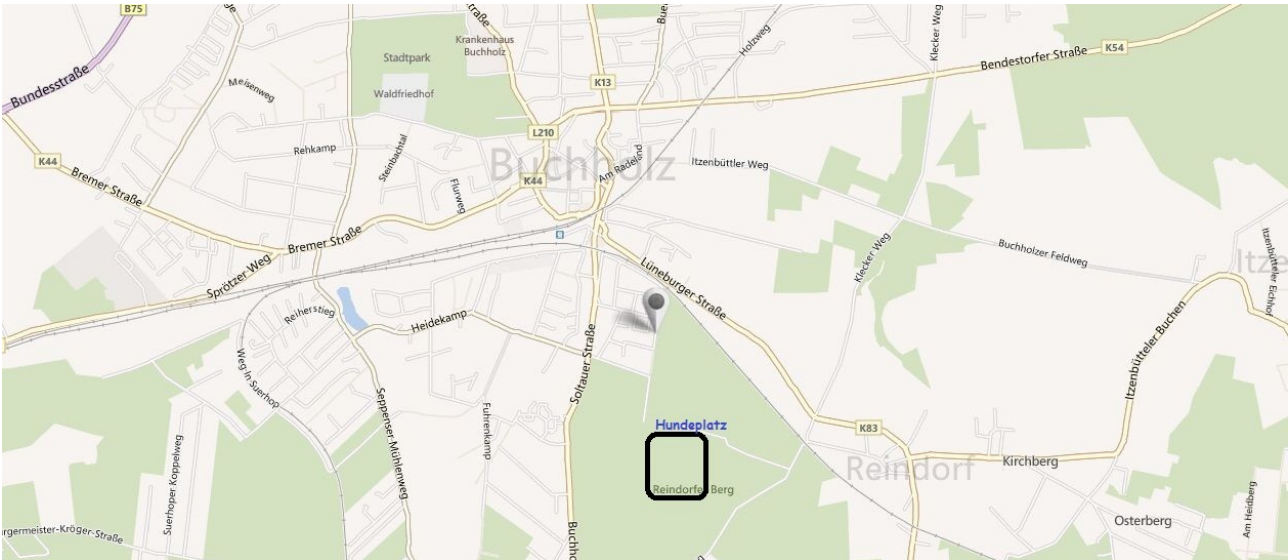 B75
Bundesstraße
Meisenweg
Stadtpark
Waldfriedhof
Krankenhaus
Buchholz
K13
Holzweg
Klecker Weg
Bendestorfer Straße
K54
L210
Rehkamp
Steinbachtal
Flurweg
K44
Bremer Straße
Buchholz
K44
Am Radeland
Itzenbüttler Weg
Bremer Straße
Sprötzer Weg
Lüneburger Straße
Klecker Weg
Buchholzer Feldweg
Itzenbütteler Eichhof
Reiherstieg
Heidekamp
Weg In Suerhop
Seppenser Mühlenweg
Soltauer Straße
Itzenbütteler Buchen
Fuhrenkamp
Suerhoper Koppelweg
Hundeplatz
Reindorfer Berg
K83
Reindorf
Kirchberg
Osterberg
Am Heidberg